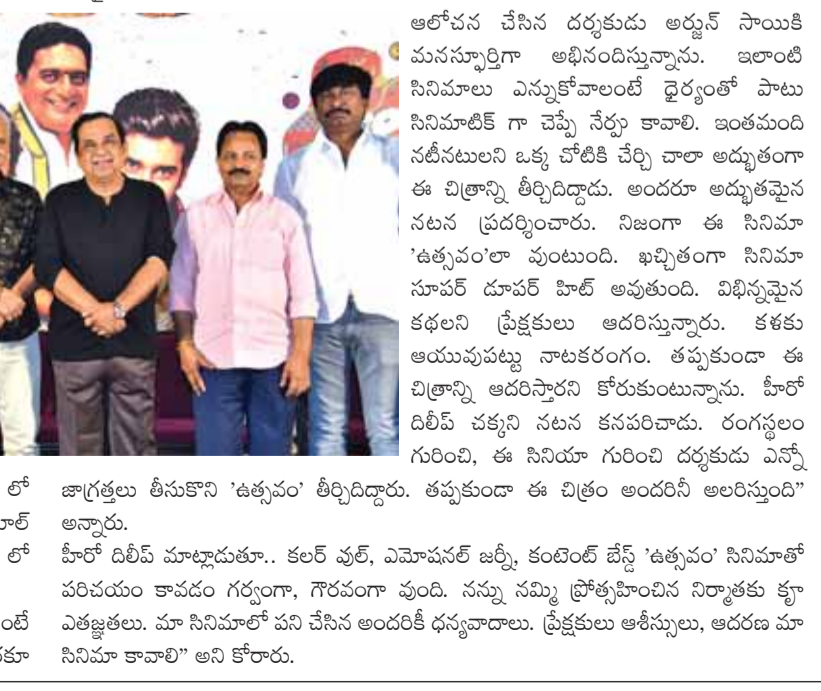 ఆలోచన చేసిన దర్శకుడు అర్జున్ సాయికి
మనస్ఫూర్తిగా అభినందిస్తున్నాను. ఇలాంటి
సినిమాలు ఎన్నుకోవాలంటే ధైర్యంతో పాటు
సినిమాటిక్ గా చెప్పే నేర్పు కావాలి. ఇంతమంది
నటీనటులని ఒక్క చోటికి చేర్చి చాలా అద్భుతంగా
ఈ చిత్రాన్ని తీర్చిదిద్దాడు. అందరూ అద్భుతమైన
నటన ప్రదర్శించారు. నిజంగా ఈ సినిమా
'ఉత్సవం'లా వుంటుంది. ఖచ్చితంగా సినిమా
సూపర్ డూపర్ హిట్ అవుతుంది. విభిన్నమైన
కథలని ప్రేక్షకులు ఆదరిస్తున్నారు. కళకు
ఆయువుపట్టు నాటకరంగం. తప్పకుండా ఈ
చిత్రాన్ని ఆదరిస్తారని కోరుకుంటున్నాను. హీరో
దిలీప్ చక్కని నటన కనపరిచాడు. రంగస్థలం
గురించి, ఈ సినియా గురించి దర్శకుడు ఎన్నో
లో జాగ్రత్తలు తీసుకొని 'ఉత్సవం' తీర్చిదిద్దారు. తప్పకుండా ఈ చిత్రం అందరినీ అలరిస్తుంది"
అన్నారు.
లో హీరో దిలీప్ మాట్లాడుతూ.. కలర్ వుల్, ఎమోషనల్ జర్నీ, కంటెంట్ బేస్డ్ 'ఉత్సవం' సినిమాతో
పరిచయం కావడం గర్వంగా, గౌరవంగా వుంది. నన్ను నమ్మి ప్రోత్సహించిన నిర్మాతకు కృ
ఎతజ్ఞతలు. మా సినిమాలో పని చేసిన అందరికీ ధన్యవాదాలు. ప్రేక్షకులు ఆశీస్సులు, ఆదరణ మా
సినిమా కావాలి" అని కోరారు.